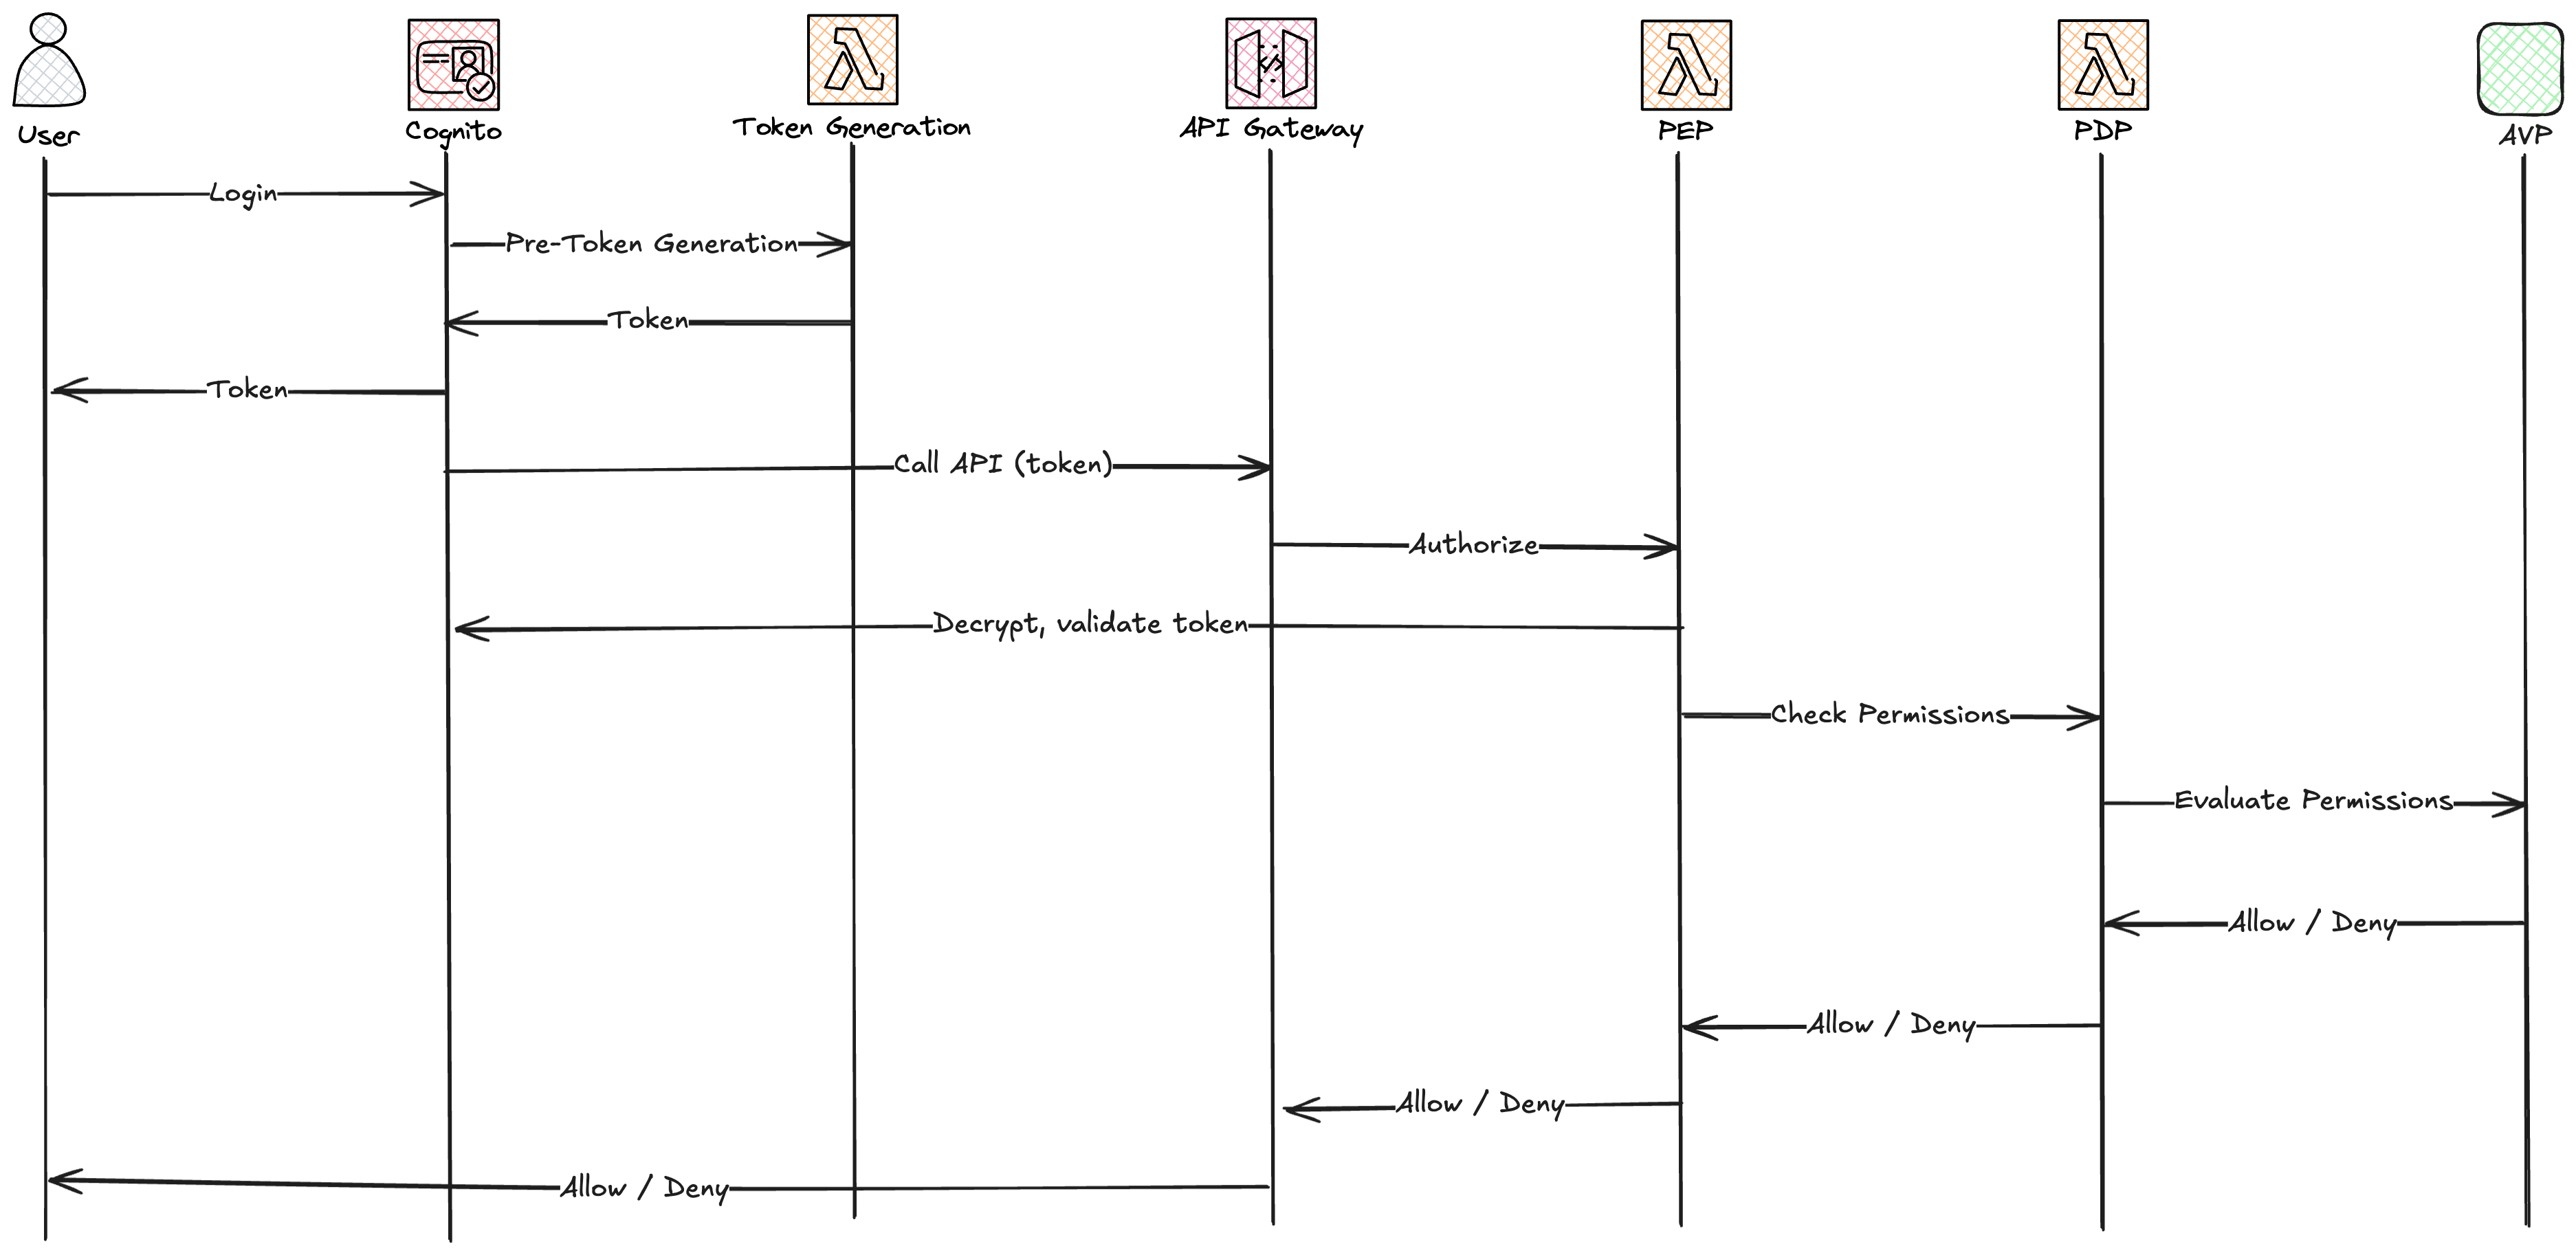 User
Cognito
Token Generation
API Gateway
PEP
PDP
AVP
Login
Pre-Token Generation
Token
Token
Call API (token)
Authorize
Decrypt, validate token
Check Permissions
Evaluate Permissions
Allow / Deny
Allow / Deny
Allow / Deny
Allow / Deny